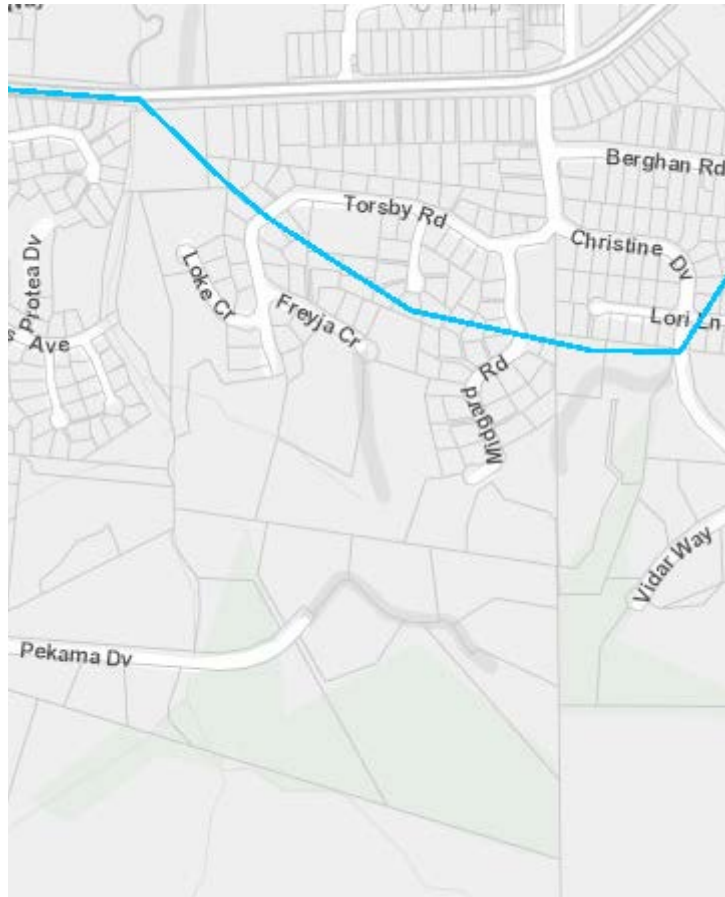 Berghan Rd
Torsby Rd
Christine Dv
Protea Dv
Loke Cr
Freyja Cr
Lori Ln
Ave
Midgard Rd
Vidar Way
Pekama Dv